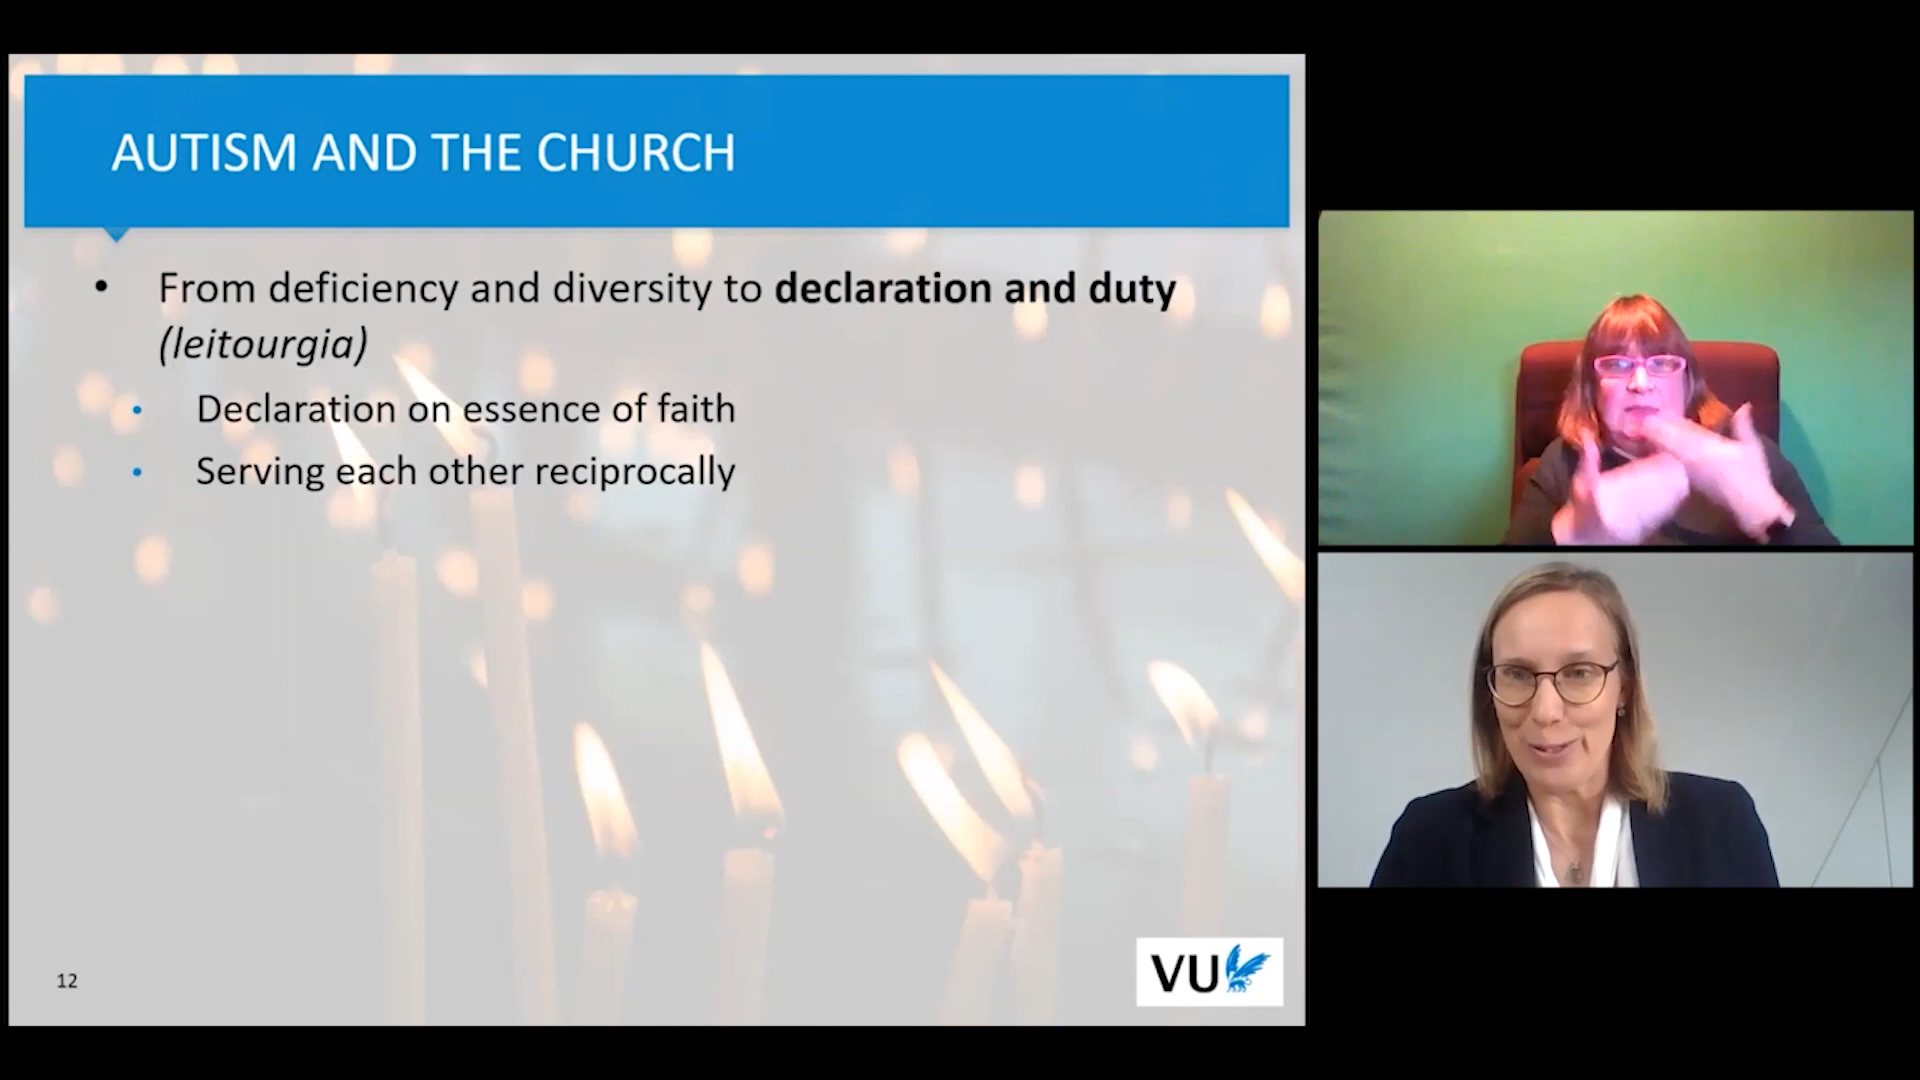 AUTISM AND THE CHURCH
• From deficiency and diversity to declaration and duty
(leitourgia)
• Declaration on essence of faith
• Serving each other reciprocally
12
VU